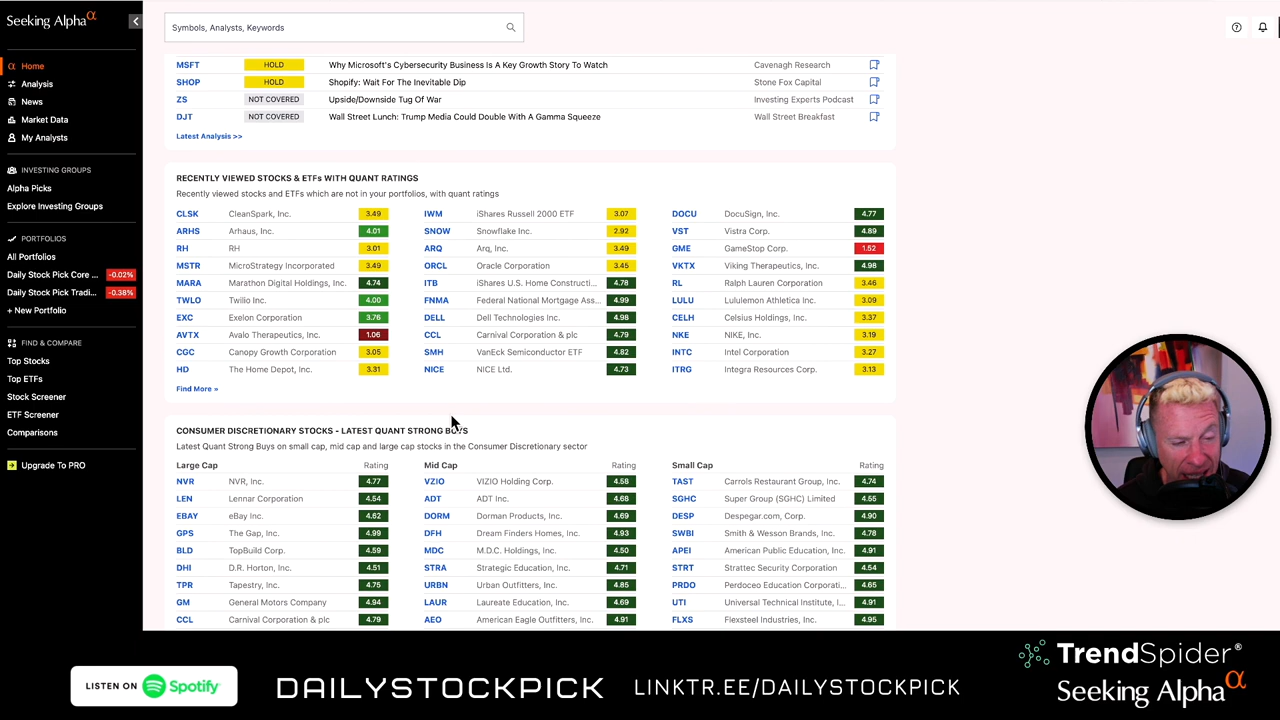 Seeking Alpha α
Symbols, Analysts, Keywords
Home
Analysis
News
Market Data
My Analysts
INVESTING GROUPS
Alpha Picks
Explore Investing Groups
PORTFOLIOS
All Portfolios
Daily Stock Pick Core ... -0.02%
Daily Stock Pick Tradi... -0.38%
+ New Portfolio
FIND & COMPARE
Top Stocks
Top ETFs
Stock Screener
ETF Screener
Comparisons
Upgrade To PRO
MSFT HOLD Why Microsoft's Cybersecurity Business Is A Key Growth Story To Watch Cavenagh Research
SHOP HOLD Shopify: Wait For The Inevitable Dip Stone Fox Capital
ZS NOT COVERED Upside/Downside Tug Of War Investing Experts Podcast
DJT NOT COVERED Wall Street Lunch: Trump Media Could Double With A Gamma Squeeze Wall Street Breakfast
Latest Analysis >>
RECENTLY VIEWED STOCKS & ETFs WITH QUANT RATINGS
Recently viewed stocks and ETFs which are not in your portfolios, with quant ratings
CLSK CleanSpark, Inc. 3.49 IWM iShares Russell 2000 ETF 3.07 DOCU DocuSign, Inc. 4.77
ARHS Arhaus, Inc. 4.01 SNOW Snowflake Inc. 2.92 VST Vistra Corp. 4.89
RH RH 3.01 ARQ Arq, Inc. 3.49 GME GameStop Corp. 1.52
MSTR MicroStrategy Incorporated 3.49 ORCL Oracle Corporation 3.45 VKTX Viking Therapeutics, Inc. 4.98
MARA Marathon Digital Holdings, Inc. 4.74 ITB iShares U.S. Home Constructi... 4.78 RL Ralph Lauren Corporation 3.46
TWLO Twilio Inc. 4.00 FNMA Federal National Mortgage Ass... 4.99 LULU Lululemon Athletica Inc. 3.09
EXC Exelon Corporation 3.76 DELL Dell Technologies Inc. 4.98 CELH Celsius Holdings, Inc. 3.37
AVTX Avalo Therapeutics, Inc. 1.06 CCL Carnival Corporation & plc 4.79 NKE NIKE, Inc. 3.19
CGC Canopy Growth Corporation 3.05 SMH VanEck Semiconductor ETF 4.82 INTC Intel Corporation 3.27
HD The Home Depot, Inc. 3.31 NICE NICE Ltd. 4.73 ITRG Integra Resources Corp. 3.13
Find More »
CONSUMER DISCRETIONARY STOCKS - LATEST QUANT STRONG BUYS
Latest Quant Strong Buys on small cap, mid cap and large cap stocks in the Consumer Discretionary sector
Large Cap Rating Mid Cap Rating Small Cap Rating
NVR NVR, Inc. 4.77 VZIO VIZIO Holding Corp. 4.58 TAST Carrols Restaurant Group, Inc. 4.74
LEN Lennar Corporation 4.54 ADT ADT Inc. 4.68 SGHC Super Group (SGHC) Limited 4.55
EBAY eBay Inc. 4.62 DORM Dorman Products, Inc. 4.69 DESP Despegar.com, Corp. 4.90
GPS The Gap, Inc. 4.99 DFH Dream Finders Homes, Inc. 4.93 SWBI Smith & Wesson Brands, Inc. 4.78
BLD TopBuild Corp. 4.59 MDC M.D.C. Holdings, Inc. 4.50 APEI American Public Education, Inc. 4.91
DHI D.R. Horton, Inc. 4.51 STRA Strategic Education, Inc. 4.71 STRT Strattec Security Corporation 4.54
TPR Tapestry, Inc. 4.75 URBN Urban Outfitters, Inc. 4.85 PRDO Perdoceo Education Corporati... 4.65
GM General Motors Company 4.94 LAUR Laureate Education, Inc. 4.69 UTI Universal Technical Institute, I... 4.91
CCL Carnival Corporation & plc 4.79 AEO American Eagle Outfitters, Inc. 4.91 FLXS Flexsteel Industries, Inc. 4.95
LISTEN ON Spotify
DAILYSTOCKPICK
LINKTR.EE/DAILYSTOCKPICK
TrendSpider®
Seeking Alpha α